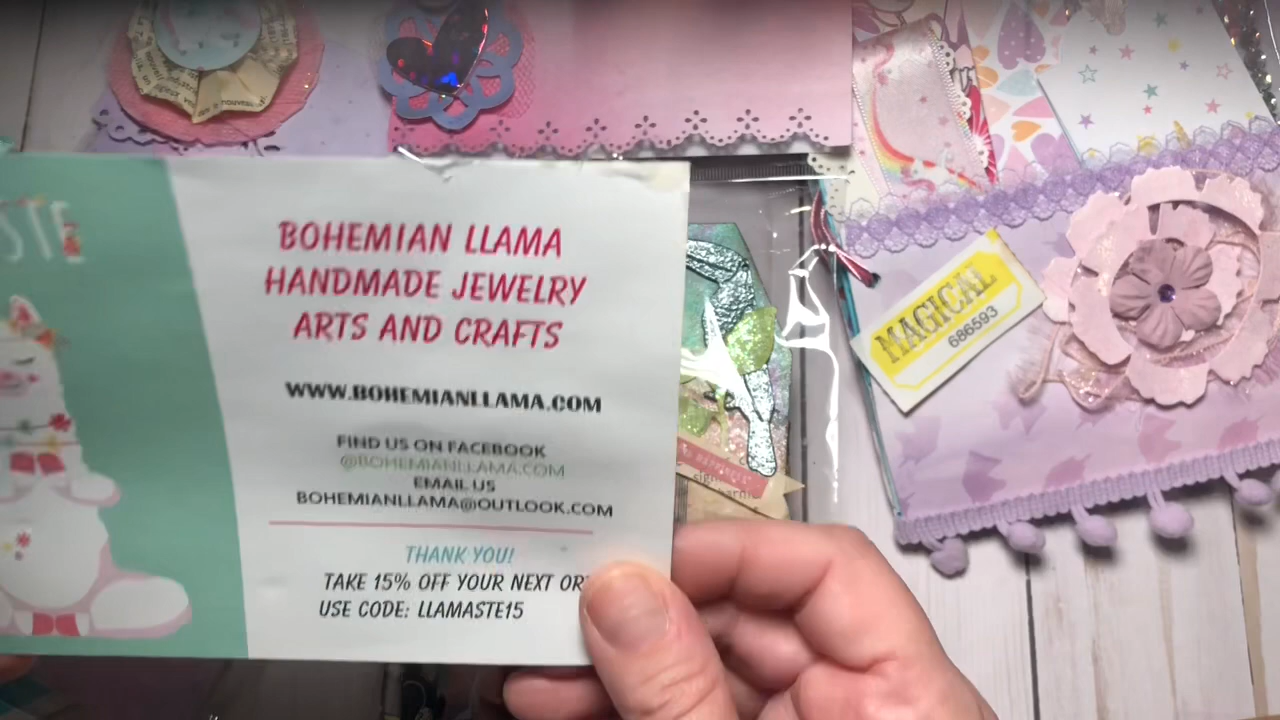 BOHEMIAN LLAMA
HANDMADE JEWELRY
ARTS AND CRAFTS
WWW.BOHEMIANLLAMA.COM
FIND US ON FACEBOOK
@BOHEMIANLLAMA.COM
EMAIL US
BOHEMIANLLAMA@OUTLOOK.COM
THANK YOU!
TAKE 15% OFF YOUR NEXT
USE CODE: LLAMASTE15
MAGICAL
686593